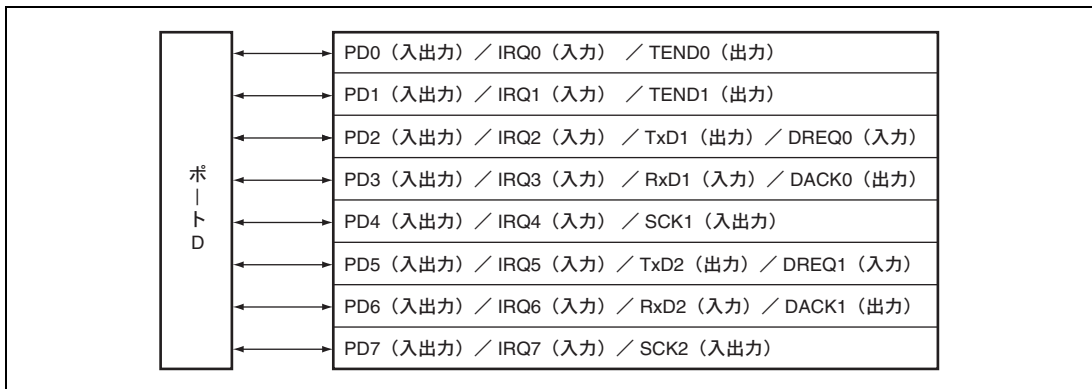 ポートD
PD0（入出力）／IRQ0（入力） ／TEND0（出力）
PD1（入出力）／IRQ1（入力） ／TEND1（出力）
PD2（入出力）／IRQ2（入力） ／TxD1（出力）／DREQ0（入力）
PD3（入出力）／IRQ3（入力） ／RxD1（入力）／DACK0（出力）
PD4（入出力）／IRQ4（入力） ／SCK1（入出力）
PD5（入出力）／IRQ5（入力）／TxD2（出力）／DREQ1（入力）
PD6（入出力）／IRQ6（入力）／RxD2（入力）／DACK1（出力）
PD7（入出力）／IRQ7（入力）／SCK2（入出力）